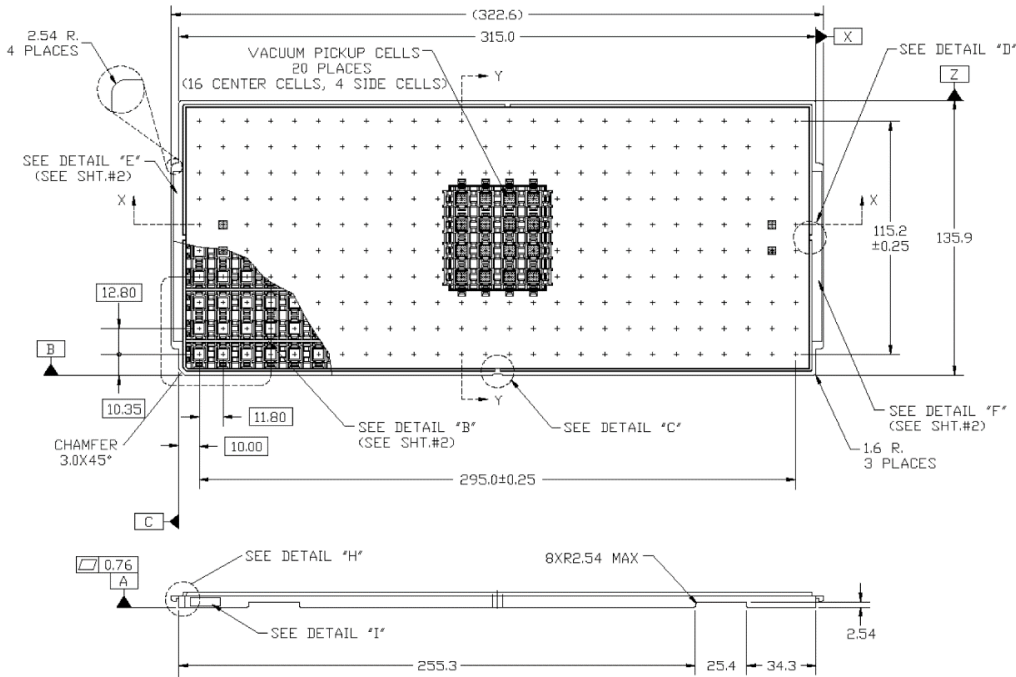 (322.6)
315.0
X
2.54 R.
4 PLACES
VACUUM PICKUP CELLS
20 PLACES
(16 CENTER CELLS, 4 SIDE CELLS)
Y
SEE DETAIL "D"
Z
SEE DETAIL "E"
(SEE SHT.#2)
X
X
115.2
±0.25
135.9
12.80
B
10.35
11.80
10.00
Y
CHAMFER
3.0X45°
SEE DETAIL "B"
(SEE SHT.#2)
SEE DETAIL "C"
SEE DETAIL "F"
(SEE SHT.#2)
1.6 R.
3 PLACES
295.0±0.25
C
SEE DETAIL "H"
8XR2.54 MAX
0.76
A
SEE DETAIL "I"
2.54
255.3
25.4
34.3